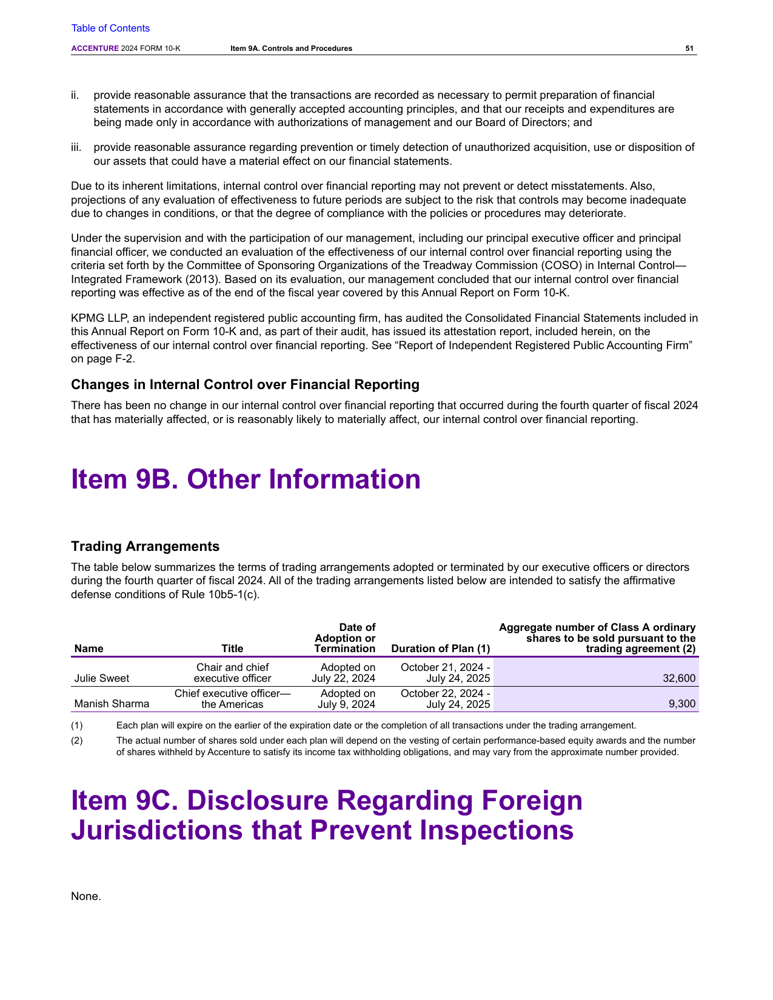 Table of Contents
ACCENTURE 2024 FORM 10-K Item 9A. Controls and Procedures 51
ii. provide reasonable assurance that the transactions are recorded as necessary to permit preparation of financial
statements in accordance with generally accepted accounting principles, and that our receipts and expenditures are
being made only in accordance with authorizations of management and our Board of Directors; and
iii. provide reasonable assurance regarding prevention or timely detection of unauthorized acquisition, use or disposition of
our assets that could have a material effect on our financial statements.
Due to its inherent limitations, internal control over financial reporting may not prevent or detect misstatements. Also,
projections of any evaluation of effectiveness to future periods are subject to the risk that controls may become inadequate
due to changes in conditions, or that the degree of compliance with the policies or procedures may deteriorate.
Under the supervision and with the participation of our management, including our principal executive officer and principal
financial officer, we conducted an evaluation of the effectiveness of our internal control over financial reporting using the
criteria set forth by the Committee of Sponsoring Organizations of the Treadway Commission (COSO) in Internal Control—
Integrated Framework (2013). Based on its evaluation, our management concluded that our internal control over financial
reporting was effective as of the end of the fiscal year covered by this Annual Report on Form 10-K.
KPMG LLP, an independent registered public accounting firm, has audited the Consolidated Financial Statements included in
this Annual Report on Form 10-K and, as part of their audit, has issued its attestation report, included herein, on the
effectiveness of our internal control over financial reporting. See “Report of Independent Registered Public Accounting Firm”
on page F-2.
Changes in Internal Control over Financial Reporting
There has been no change in our internal control over financial reporting that occurred during the fourth quarter of fiscal 2024
that has materially affected, or is reasonably likely to materially affect, our internal control over financial reporting.
Item 9B. Other Information
Trading Arrangements
The table below summarizes the terms of trading arrangements adopted or terminated by our executive officers or directors
during the fourth quarter of fiscal 2024. All of the trading arrangements listed below are intended to satisfy the affirmative
defense conditions of Rule 10b5-1(c).
Date of Aggregate number of Class A ordinary
Adoption or shares to be sold pursuant to the
Name Title Termination Duration of Plan (1) trading agreement (2)
Chair and chief Adopted on October 21, 2024 -
Julie Sweet executive officer July 22, 2024 July 24, 2025 32,600
Chief executive officer— Adopted on October 22, 2024 -
Manish Sharma the Americas July 9, 2024 July 24, 2025 9,300
(1) Each plan will expire on the earlier of the expiration date or the completion of all transactions under the trading arrangement.
(2) The actual number of shares sold under each plan will depend on the vesting of certain performance-based equity awards and the number
of shares withheld by Accenture to satisfy its income tax withholding obligations, and may vary from the approximate number provided.
Item 9C. Disclosure Regarding Foreign
Jurisdictions that Prevent Inspections
None.